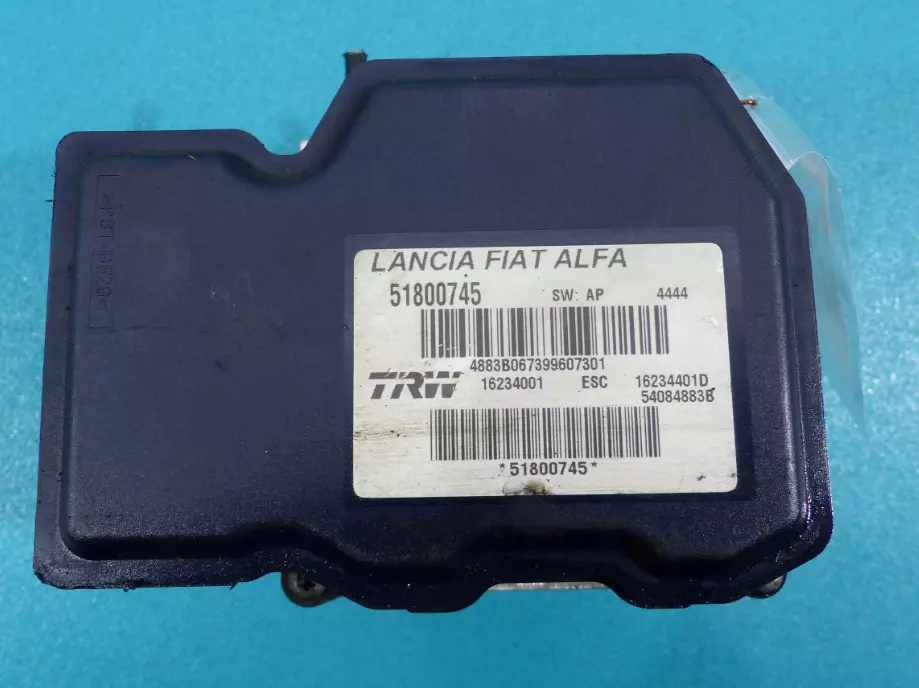 LANCIA FIAT ALFA
51800745 SW: AP 4444
4883B067399607301
TRW 16234001 ESC 16234401D
54084883B
*51800745*